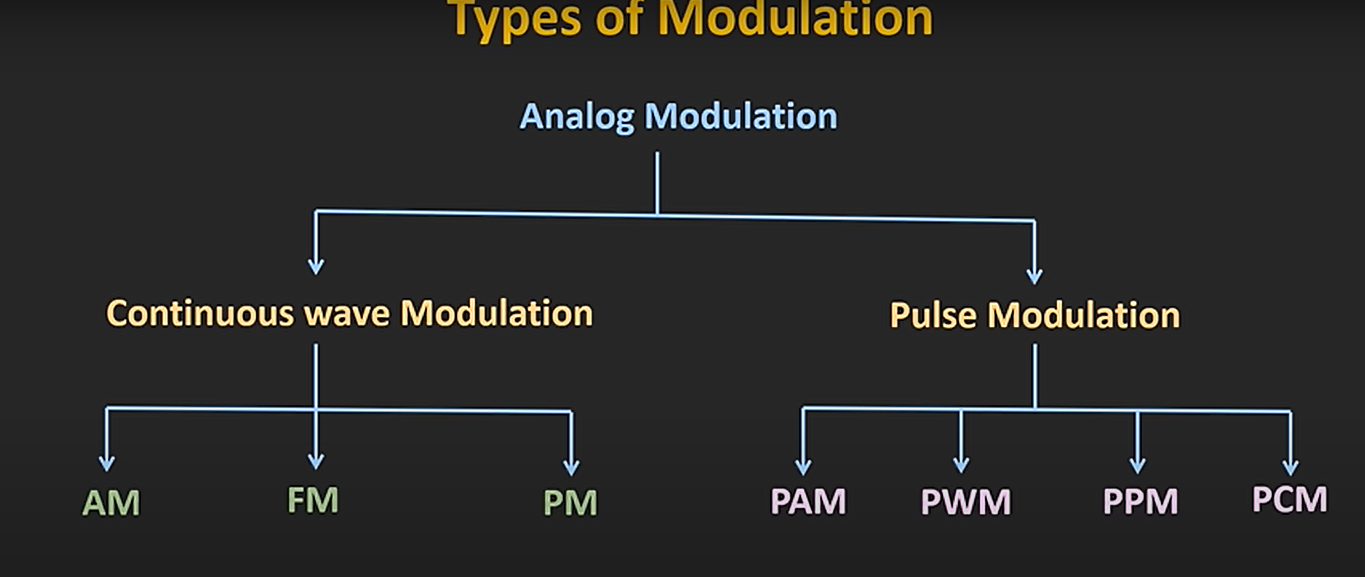 Types of Modulation
Analog Modulation
Continuous wave Modulation
Pulse Modulation
AM
FM
PM
PAM
PWM
PPM
PCM